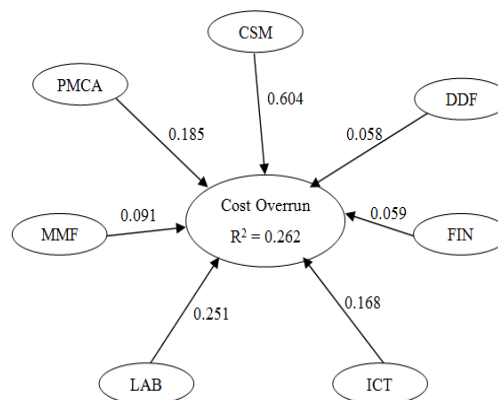 CSM
PMCA
DDF
0.604
0.185
0.058
Cost Overrun
R² = 0.262
0.091
0.059
MMF
FIN
0.251
0.168
LAB
ICT